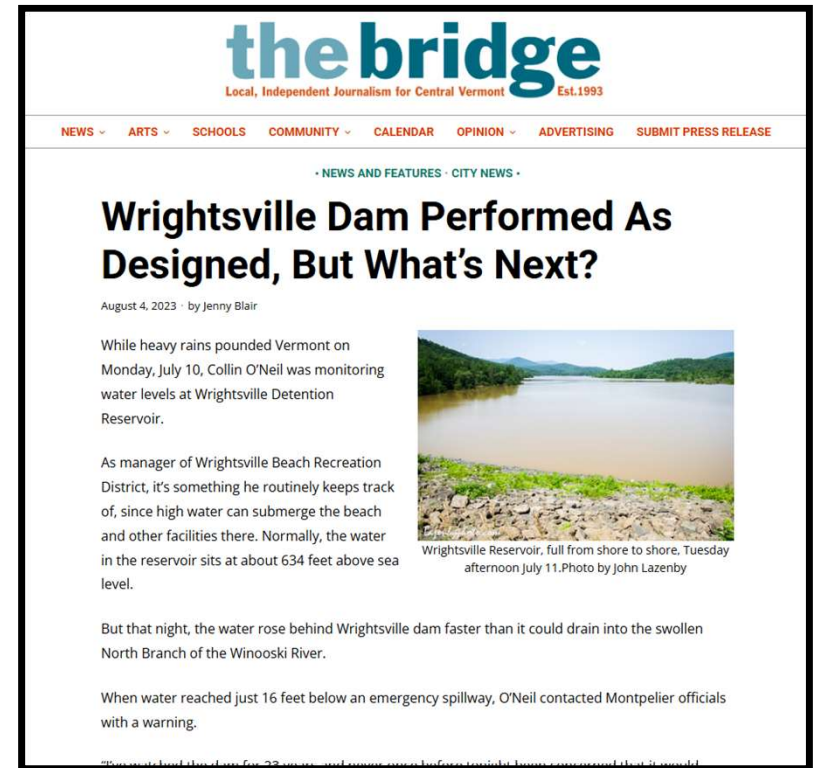 the bridge
Local, Independent Journalism for Central Vermont Est.1993
NEWS ARTS SCHOOLS COMMUNITY CALENDAR OPINION ADVERTISING SUBMIT PRESS RELEASE
• NEWS AND FEATURES · CITY NEWS •
Wrightsville Dam Performed As
Designed, But What's Next?
August 4, 2023 · by Jenny Blair
While heavy rains pounded Vermont on
Monday, July 10, Collin O'Neil was monitoring
water levels at Wrightsville Detention
Reservoir.
As manager of Wrightsville Beach Recreation
District, it's something he routinely keeps track
of, since high water can submerge the beach
and other facilities there. Normally, the water
in the reservoir sits at about 634 feet above sea
level.
Wrightsville Reservoir, full from shore to shore, Tuesday
afternoon July 11.Photo by John Lazenby
But that night, the water rose behind Wrightsville dam faster than it could drain into the swollen
North Branch of the Winooski River.
When water reached just 16 feet below an emergency spillway, O'Neil contacted Montpelier officials
with a warning.